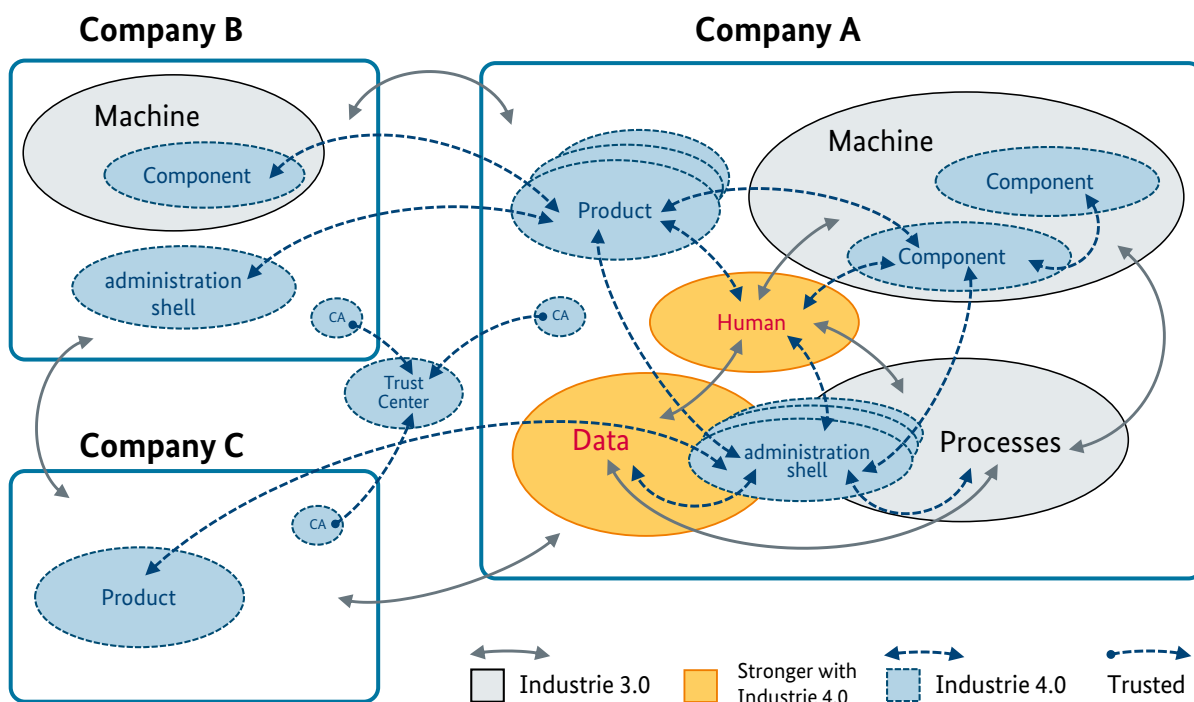 Company B
Company A
Machine
Component
administration
shell
CA
Product
Machine
Component
Component
CA
Human
Trust
Center
Data
administration
shell
Processes
Company C
CA
Product
Industrie 3.0
Stronger with
Industrie 4.0
Industrie 4.0
Trusted